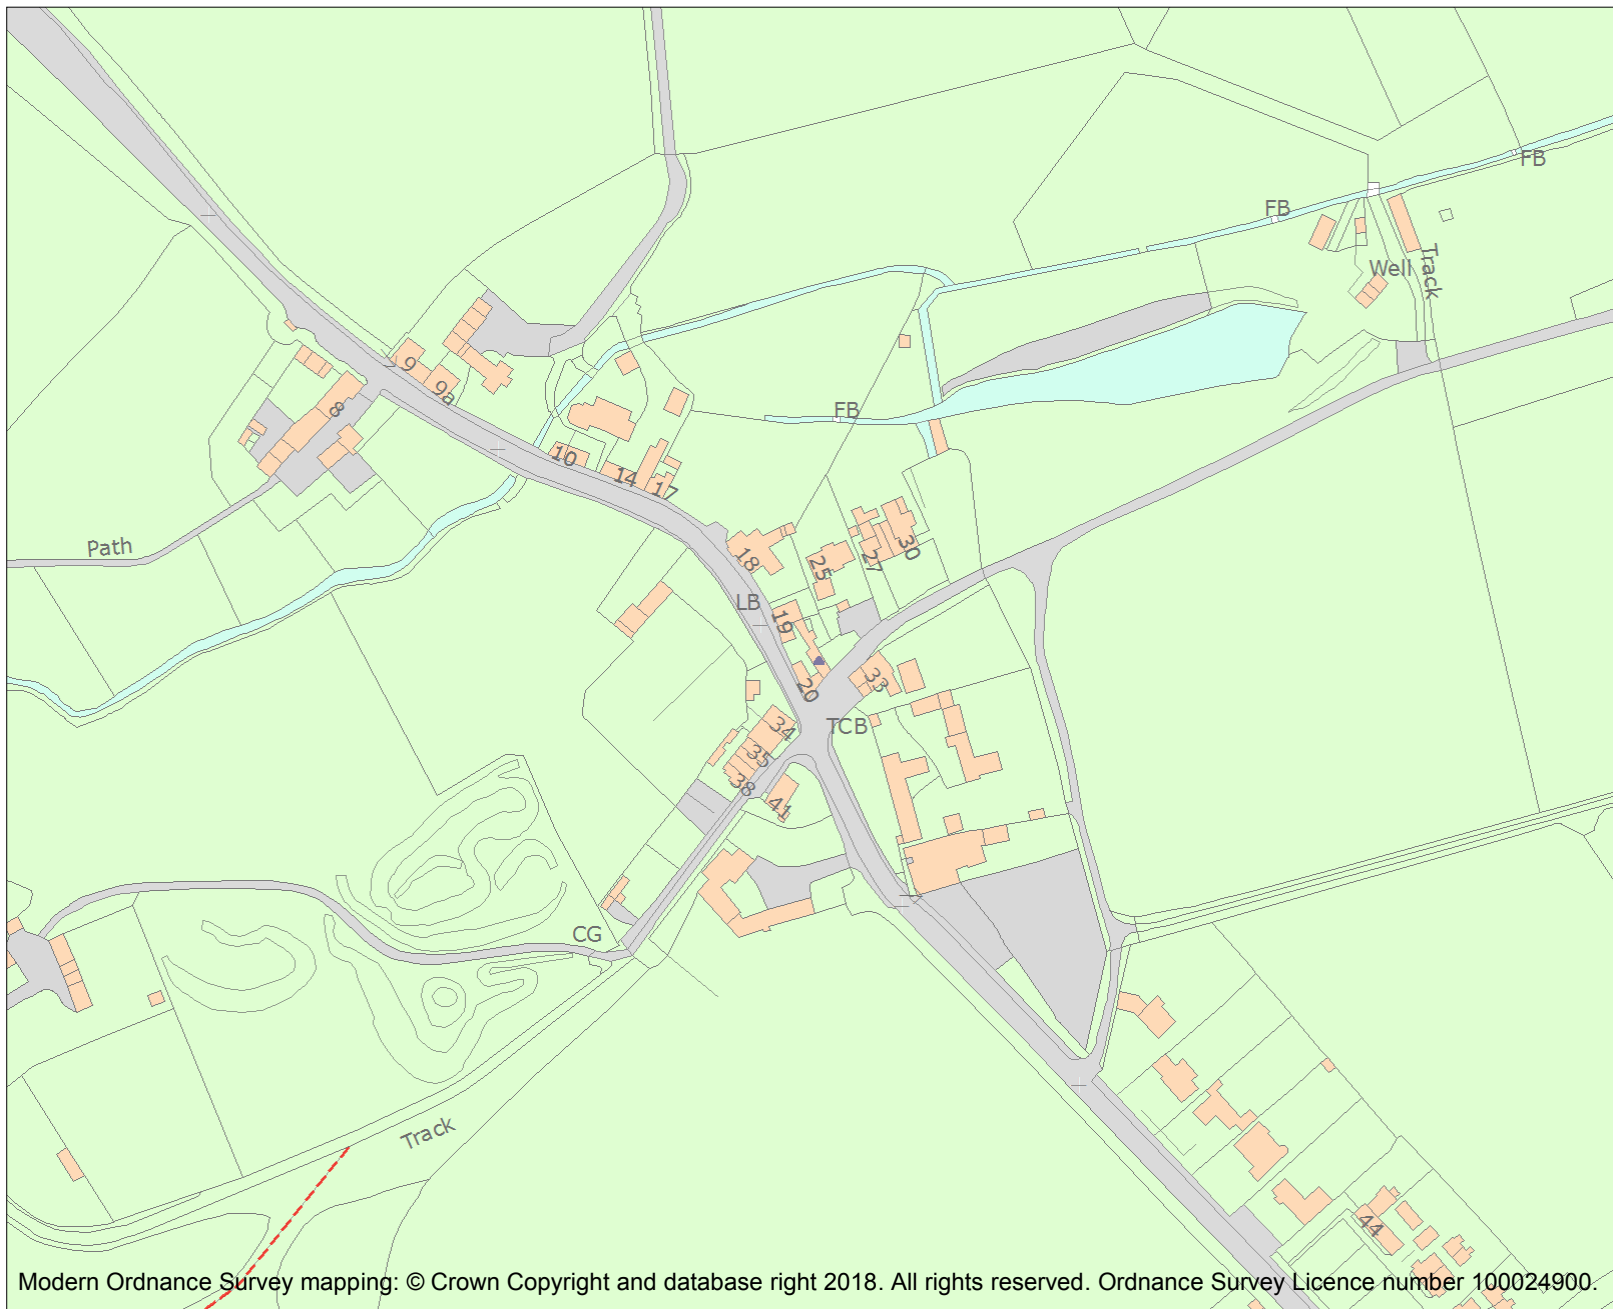 FB
FB
Well
Track
9
9a
8
FB
10
14
17
Path
18
25
27
30
LB
19
20
33
TCB
34
35
38
41
CG
Track
44
Modern Ordnance Survey mapping: © Crown Copyright and database right 2018. All rights reserved. Ordnance Survey Licence number 100024900.